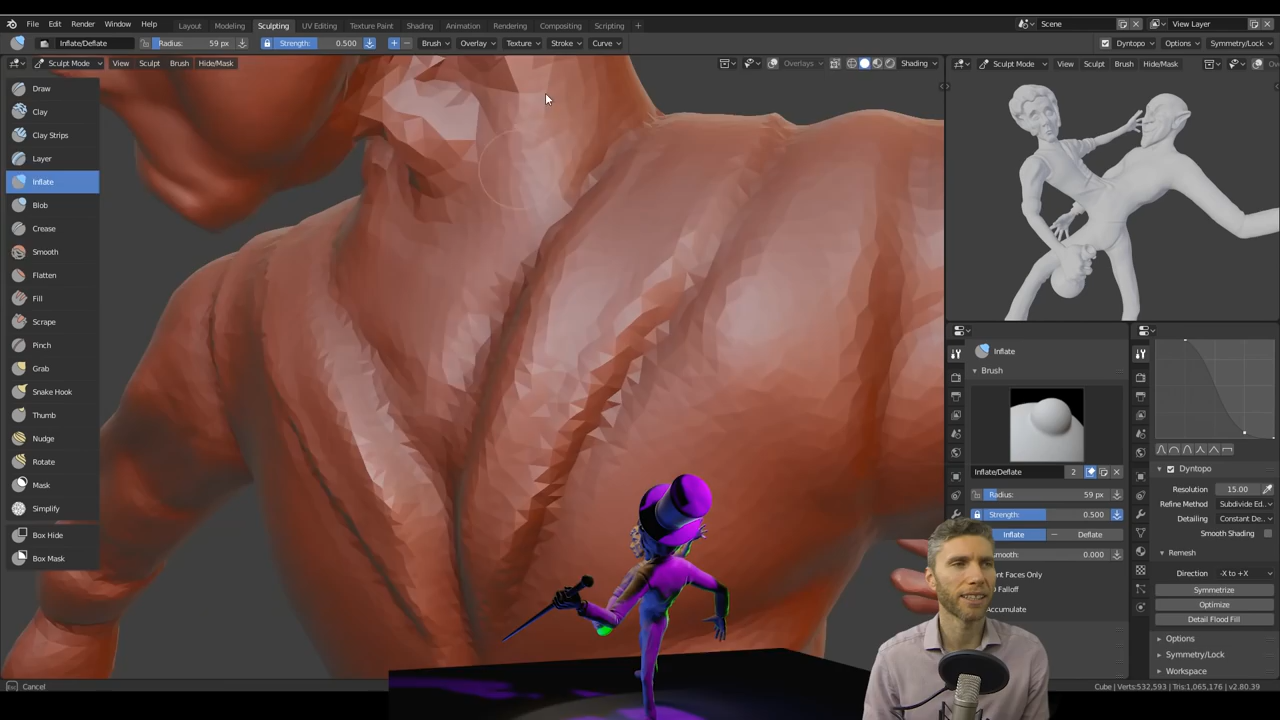 File Edit Render Window Help Layout Modeling Sculpting UV Editing Texture Paint Shading Animation Rendering Compositing Scripting + Scene View Layer
Inflate/Deflate Radius: 59 px Strength: 0.500 + − Brush Overlay Texture Stroke Curve Dyntopo Options Symmetry/Lock
Sculpt Mode View Sculpt Brush Hide/Mask Overlays Shading Sculpt Mode View Sculpt Brush Hide/Mask
Draw
Clay
Clay Strips
Layer
Inflate
Blob
Crease
Smooth
Flatten
Fill
Scrape
Pinch
Grab
Snake Hook
Thumb
Nudge
Rotate
Mask
Simplify
Box Hide
Box Mask
Inflate
Brush
Inflate/Deflate 2
Radius: 59 px
Strength: 0.500
Inflate Deflate
mooth: 0.000
ent Faces Only
Falloff
Accumulate
Dyntopo
Resolution 15.00
Refine Method Subdivide Ed..
Detailing Constant De..
Smooth Shading
Remesh
Direction -X to +X
Symmetrize
Optimize
Detail Flood Fill
Options
Symmetry/Lock
Workspace
Cancel Cube | Verts:532,593 | Tris:1,065,176 | v2.80.39